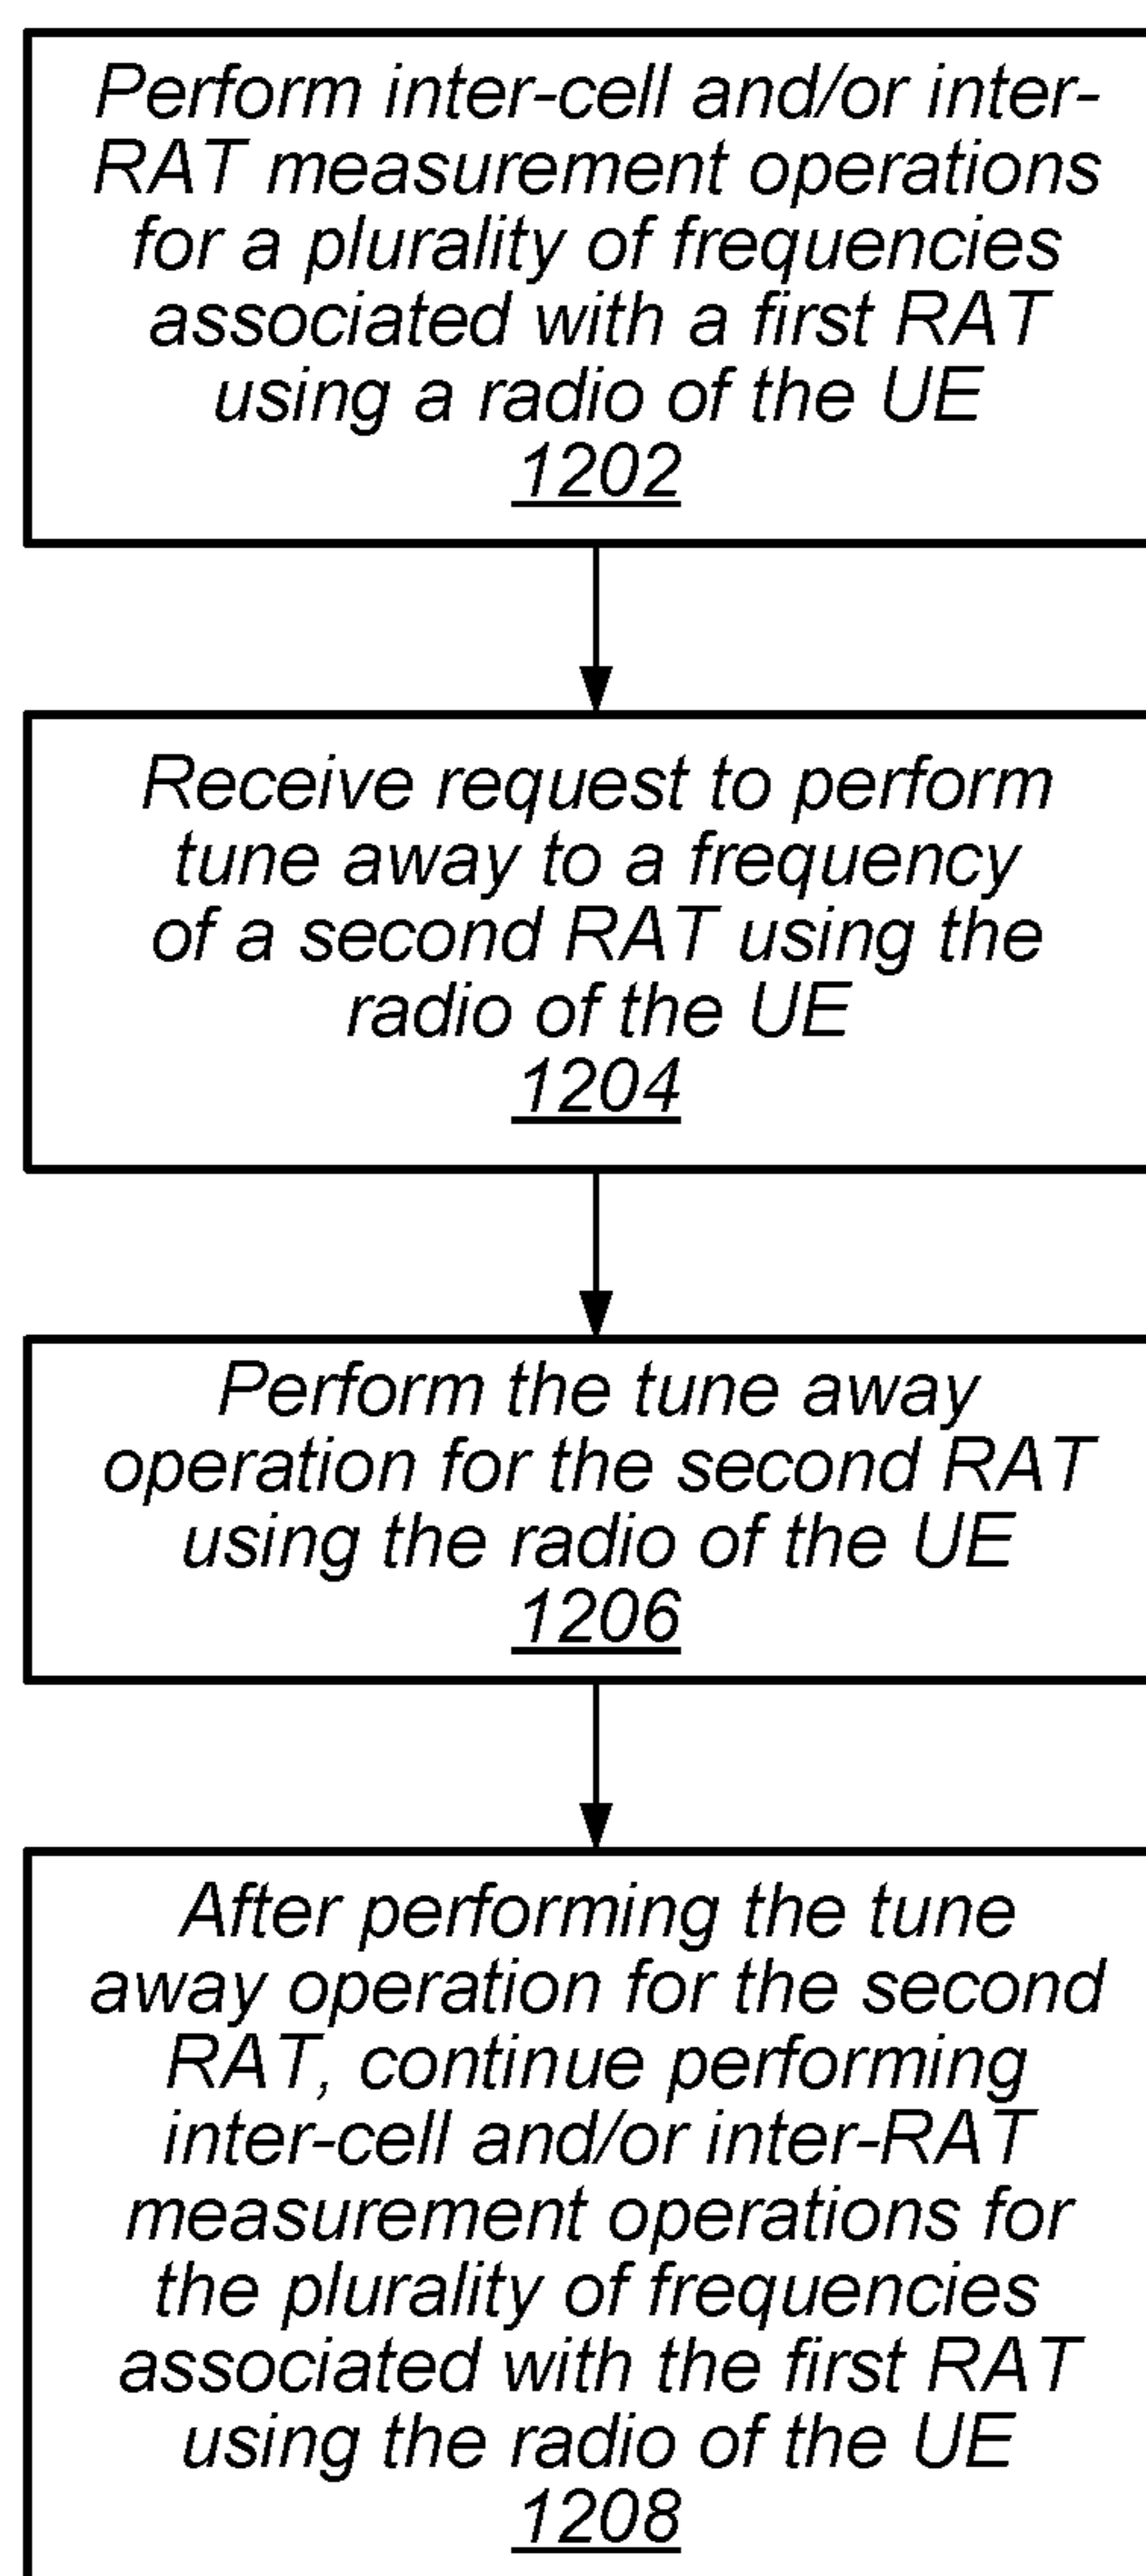 Perform inter-cell and/or inter-
RAT measurement operations
for a plurality of frequencies
associated with a first RAT
using a radio of the UE
1202
Receive request to perform
tune away to a frequency
of a second RAT using the
radio of the UE
1204
Perform the tune away
operation for the second RAT
using the radio of the UE
1206
After performing the tune
away operation for the second
RAT, continue performing
inter-cell and/or inter-RAT
measurement operations for
the plurality of frequencies
associated with the first RAT
using the radio of the UE
1208